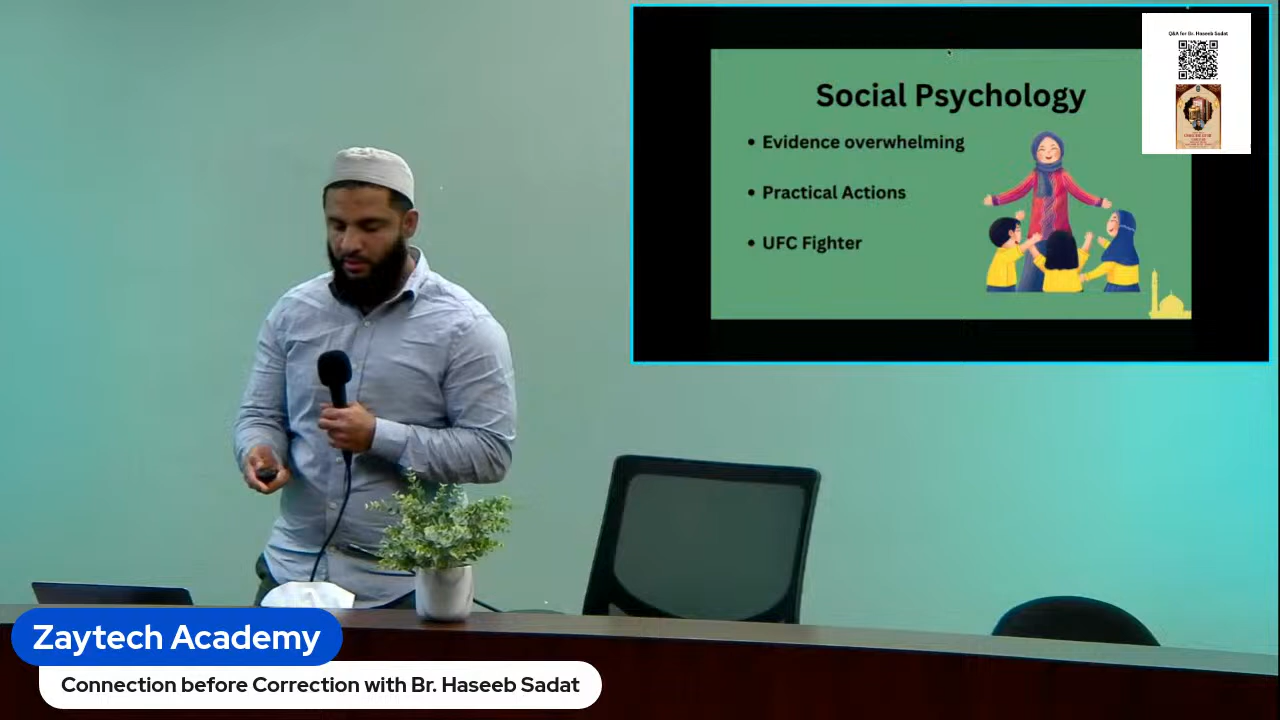 Q&A for Br. Haseeb Sadat
Social Psychology
• Evidence overwhelming
• Practical Actions
• UFC Fighter
Zaytech Academy
Connection before Correction with Br. Haseeb Sadat